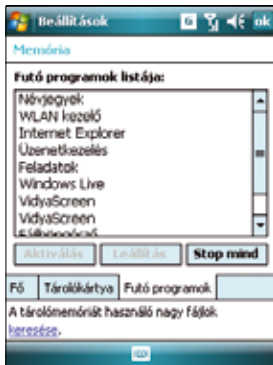 Beállítások
ok
Memória
Futó programok listája:
Névjegyek
WLAN kezelő
Internet Explorer
Üzenetkezelés
Feladatok
Windows Live
VidyaScreen
VidyaScreen
Aktiválás Leállítás Stop mind
Fő Tárolókártya Futó programok
A tárolómemóriát használó nagy fájlok
keresése.